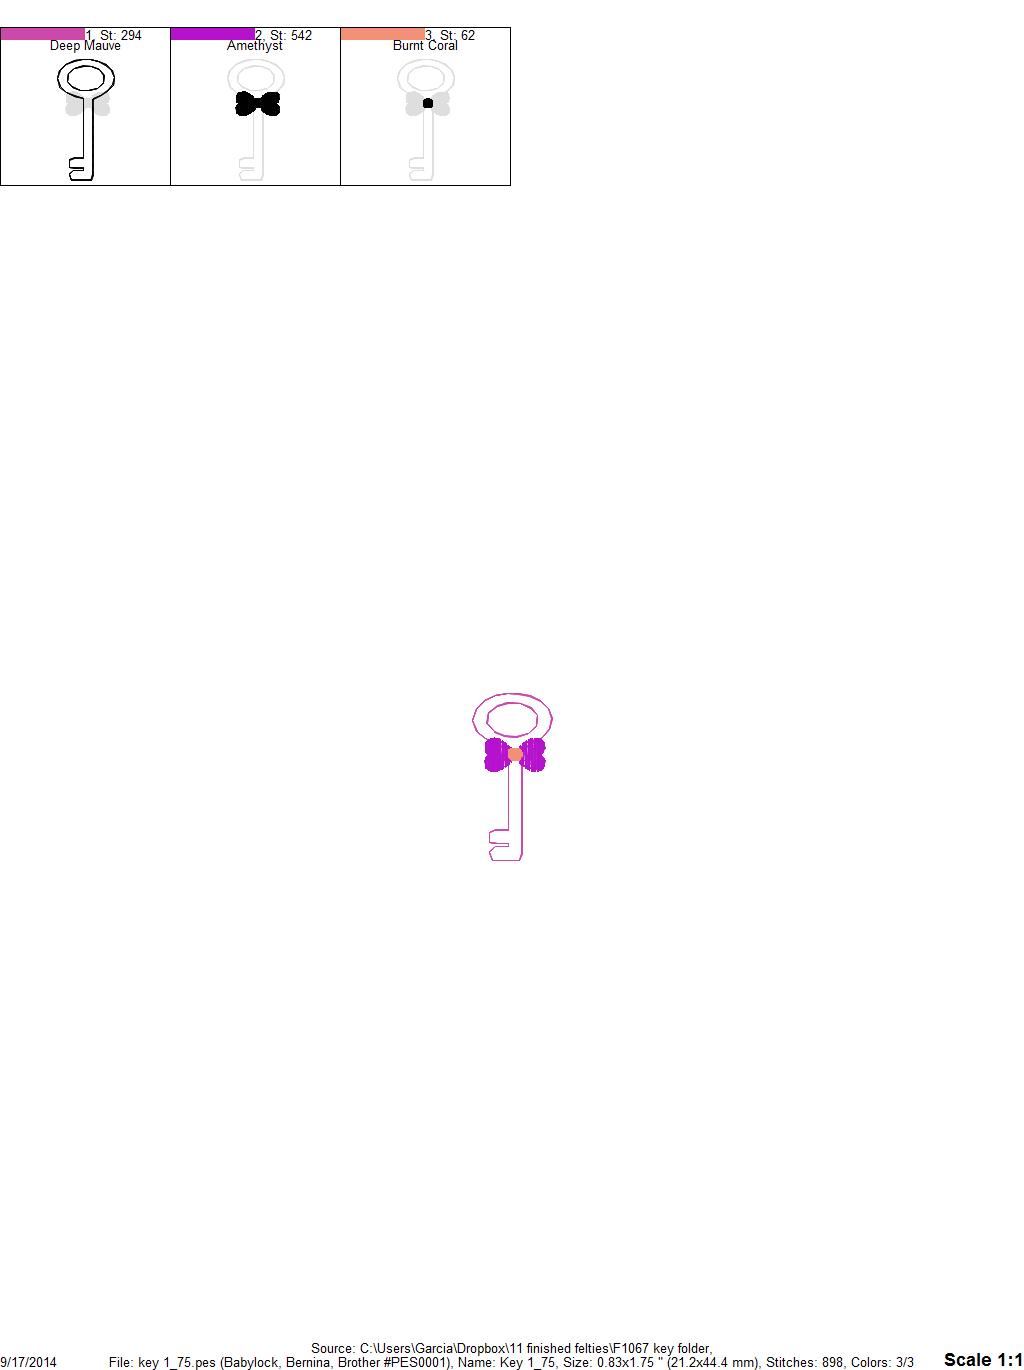 1, St: 294
Deep Mauve
2, St: 542
Amethyst
3, St: 62
Burnt Coral
Source: C:\Users\Garcia\Dropbox\11 finished felties\F1067 key folder,
9/17/2014 File: key 1_75.pes (Babylock, Bernina, Brother #PES0001), Name: Key 1_75, Size: 0.83x1.75 " (21.2x44.4 mm), Stitches: 898, Colors: 3/3 Scale 1:1